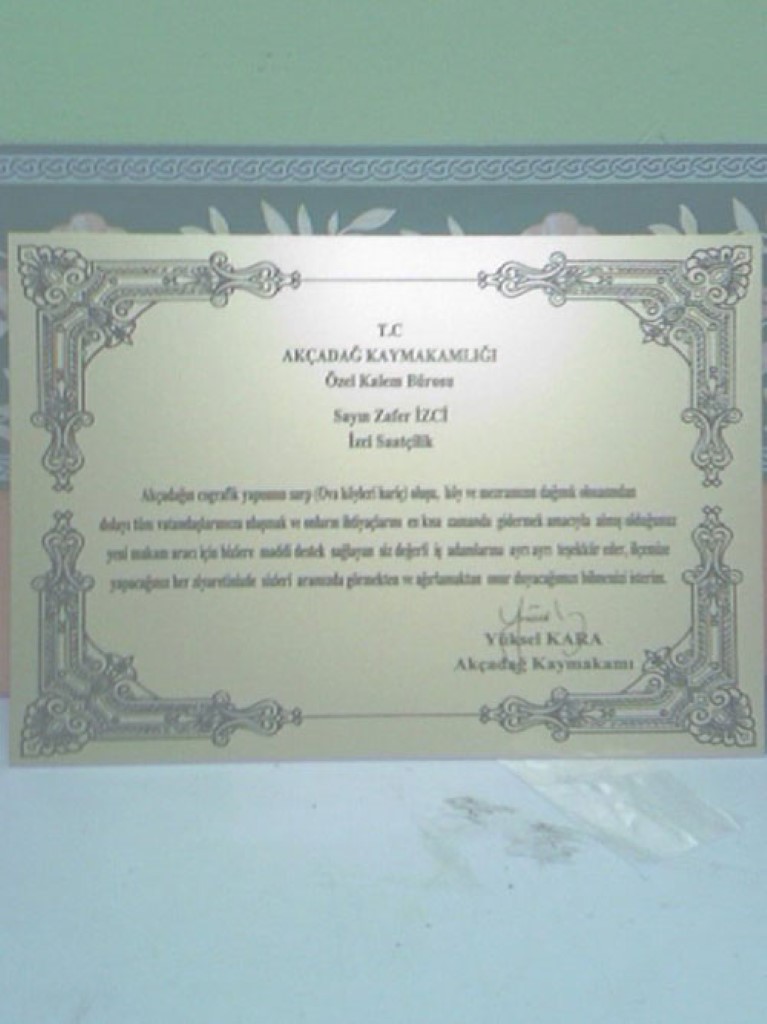 T.C
AKÇADAĞ KAYMAKAMLIĞI
Özel Kalem Bürosu
Sayın Zafer İZCİ
İzci Saatçilik
Akçadağın cografik yapısının sarp (Ova köyleri hariç) oluşu, köy ve mezramızın dağınık olmasından
dolayı tüm vatandaşlarımıza ulaşmak ve onların ihtiyaçlarını en kısa zamanda gidermek amacıyla almış olduğumuz
yeni makam aracı için bizlere maddi destek sağlayan siz değerli iş adamlarına ayrı ayrı teşekkür eder, ilçemize
yapacağınız her ziyaretinizde sizleri aramızda görmekten ve ağırlamaktan onur duyacağımızı bilmenizi isterim.
Yüksel KARA
Akçadağ Kaymakamı